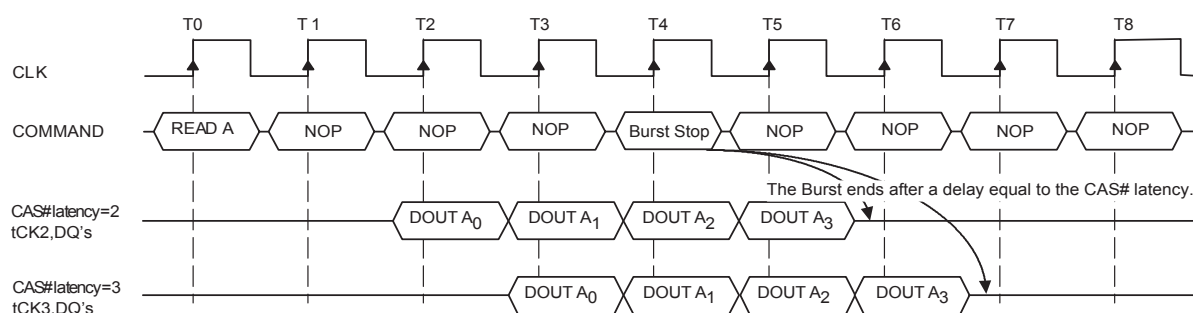 T0 T 1 T2 T3 T4 T5 T6 T7 T8
CLK
COMMAND READ A NOP NOP NOP Burst Stop NOP NOP NOP NOP
The Burst ends after a delay equal to the CAS# latency.
CAS# latency=2
tCK2,DQ's
DOUT A0 DOUT A1 DOUT A2 DOUT A3
CAS# latency=3
tCK3,DQ's
DOUT A0 DOUT A1 DOUT A2 DOUT A3